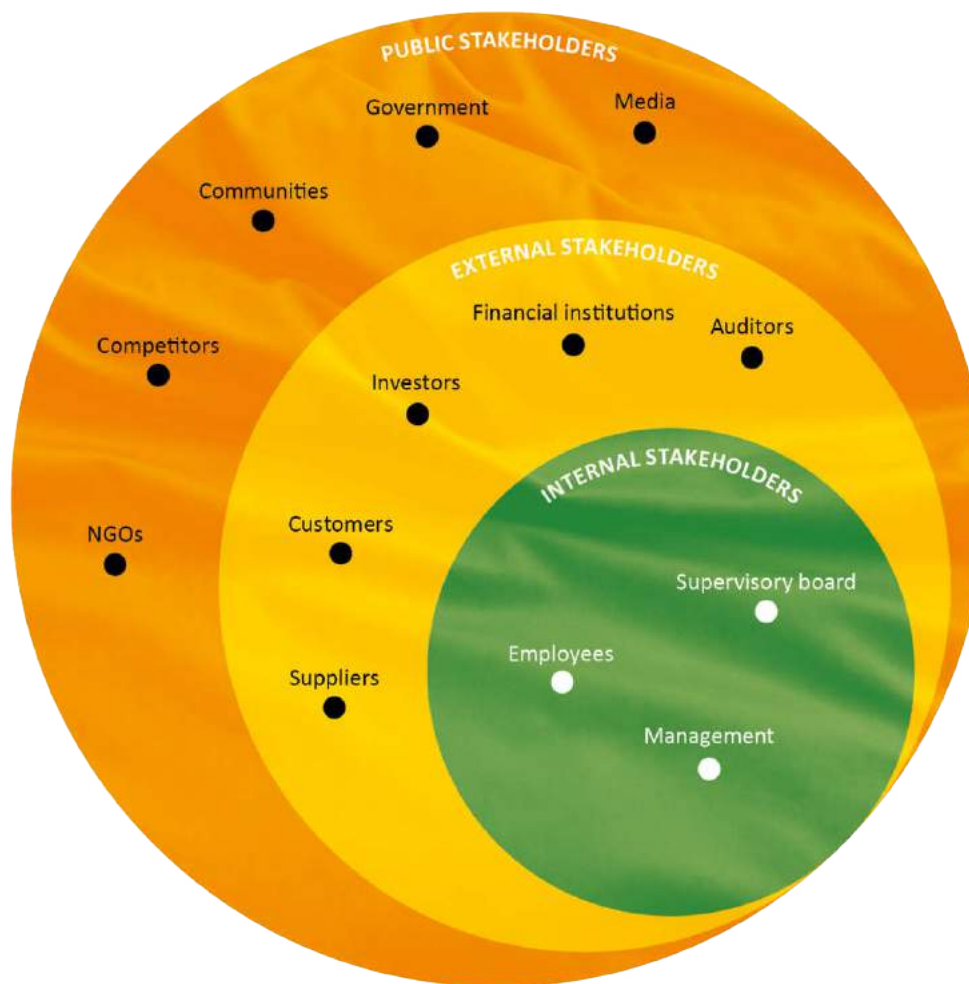 PUBLIC STAKEHOLDERS
Government
Media
Communities
Competitors
NGOs
EXTERNAL STAKEHOLDERS
Financial institutions
Auditors
Investors
Customers
Suppliers
INTERNAL STAKEHOLDERS
Supervisory board
Employees
Management